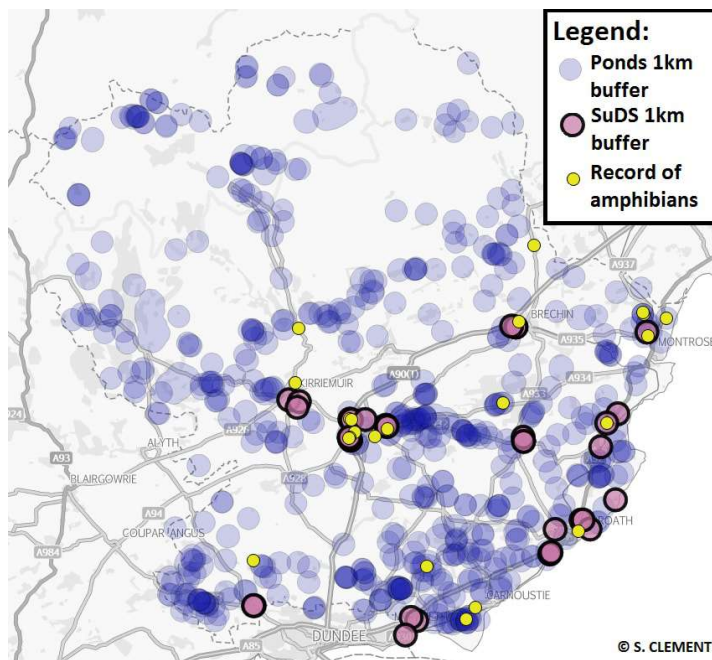 Legend:
Ponds 1km
buffer
SuDS 1km
buffer
Record of
amphibians
A937
BRECHIN
A935
MONTROSE
A90(T)
A934
KIRRIEMUIR
A933
A926
A93
ALYTH
BLAIRGOWRIE
A928
A94
COUPAR ANGUS
ROATH
A984
CARNOUSTIE
DUNDEE
A85
© S. CLEMENT